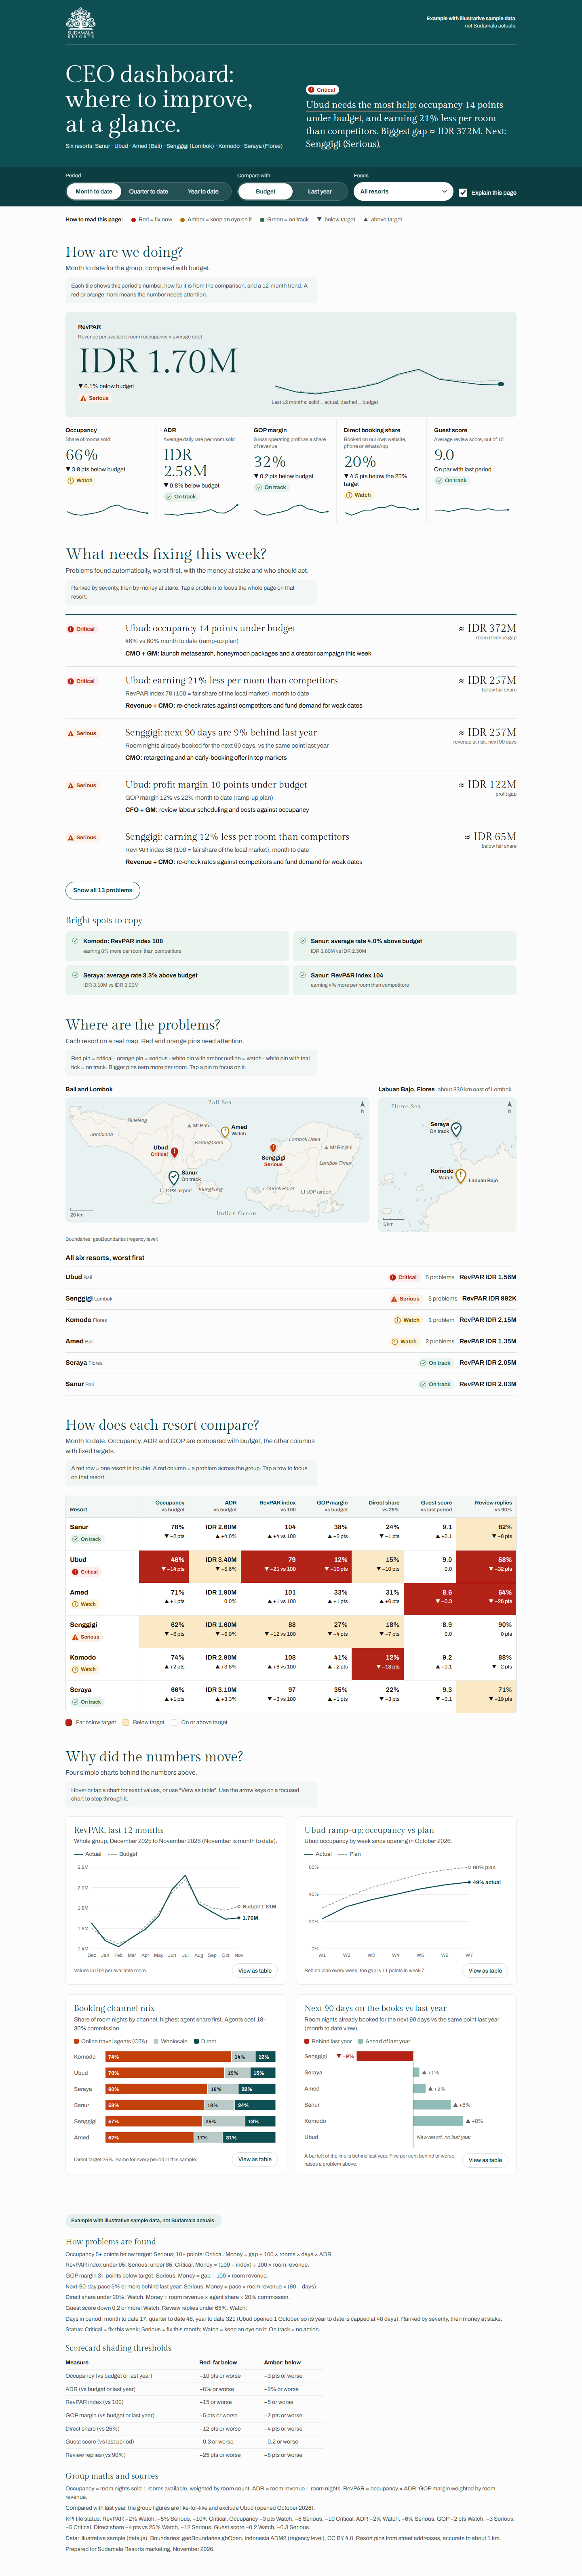 SUDAMALA
RESORTS
Example with illustrative sample data,
not Sudamala actuals.
CEO dashboard:
where to improve,
at a glance.
Six resorts: Sanur · Ubud · Amed (Bali) · Senggigi (Lombok) · Komodo · Seraya (Flores)
Critical
Ubud needs the most help: occupancy 14 points
under budget, and earning 21% less per room
than competitors. Biggest gap ≈ IDR 372M. Next:
Senggigi (Serious).
Period
Month to date
Quarter to date
Year to date
Compare with
Budget
Last year
Focus
All resorts
Explain this page
How to read this page:
Red = fix now
Amber = keep an eye on it
Green = on track
▼ below target
▲ above target
How are we doing?
Month to date for the group, compared with budget.
Each tile shows this period's number, how far it is from the comparison, and a 12-month trend. A
red or orange mark means the number needs attention.
RevPAR
Revenue per available room (occupancy × average rate)
IDR 1.70M
▼ 6.1% below budget
Serious
Last 12 months: solid = actual, dashed = budget
Occupancy
Share of rooms sold
66%
▼ 3.8 pts below budget
Watch
ADR
Average daily rate per room sold
IDR
2.58M
▼ 0.8% below budget
On track
GOP margin
Gross operating profit as a share
of revenue
32%
▼ 0.2 pts below budget
On track
Direct booking share
Booked on our own website,
phone or WhatsApp
20%
▼ 4.5 pts below the 25%
target
Watch
Guest score
Average review score, out of 10
9.0
On par with last period
On track
What needs fixing this week?
Problems found automatically, worst first, with the money at stake and who should act.
Ranked by severity, then by money at stake. Tap a problem to focus the whole page on that
resort.
Critical
Ubud: occupancy 14 points under budget
46% vs 60% month to date (ramp-up plan)
CMO + GM: launch metasearch, honeymoon packages and a creator campaign this week
≈ IDR 372M
room revenue gap
Critical
Ubud: earning 21% less per room than competitors
RevPAR index 79 (100 = fair share of the local market), month to date
Revenue + CMO: re-check rates against competitors and fund demand for weak dates
≈ IDR 257M
below fair share
Serious
Senggigi: next 90 days are 9% behind last year
Room nights already booked for the next 90 days, vs the same point last year
CMO: retargeting and an early-booking offer in top markets
≈ IDR 257M
revenue at risk, next 90 days
Serious
Ubud: profit margin 10 points under budget
GOP margin 12% vs 22% month to date (ramp-up plan)
CFO + GM: review labour scheduling and costs against occupancy
≈ IDR 122M
profit gap
Serious
Senggigi: earning 12% less per room than competitors
RevPAR index 88 (100 = fair share of the local market), month to date
Revenue + CMO: re-check rates against competitors and fund demand for weak dates
≈ IDR 65M
below fair share
Show all 13 problems
Bright spots to copy
Komodo: RevPAR index 108
earning 8% more per room than competitors
Sanur: average rate 4.0% above budget
IDR 2.60M vs IDR 2.50M
Seraya: average rate 3.3% above budget
IDR 3.10M vs IDR 3.00M
Sanur: RevPAR index 104
earning 4% more per room than competitors
Where are the problems?
Each resort on a real map. Red and orange pins need attention.
Red pin = critical · orange pin = serious · white pin with amber outline = watch · white pin with teal
tick = on track. Bigger pins earn more per room. Tap a pin to focus on it.
Bali and Lombok
Bali Sea
N
Buleleng
Jembrana
Mt Batur
Amed
Watch
Karangasem
Ubud
Critical
Sanur
On track
DPS airport
Klungkung
Lombok Utara
Mt Rinjani
Senggigi
Serious
Lombok Timur
Lombok Barat
LOP airport
Indian Ocean
20 km
Labuan Bajo, Flores about 330 km east of Lombok
Flores Sea
N
Seraya
On track
Komodo
Watch
Labuan Bajo
5 km
Boundaries: geoBoundaries (regency level)
All six resorts, worst first
Ubud Bali Critical 5 problems RevPAR IDR 1.56M
Senggigi Lombok Serious 5 problems RevPAR IDR 992K
Komodo Flores Watch 1 problem RevPAR IDR 2.15M
Amed Bali Watch 2 problems RevPAR IDR 1.35M
Seraya Flores On track RevPAR IDR 2.05M
Sanur Bali On track RevPAR IDR 2.03M
How does each resort compare?
Month to date. Occupancy, ADR and GOP are compared with budget; the other columns
with fixed targets.
A red row = one resort in trouble. A red column = a problem across the group. Tap a row to focus
on that resort.
Resort
Occupancy vs budget
ADR vs budget
RevPAR index vs 100
GOP margin vs budget
Direct share vs 25%
Guest score vs last period
Review replies vs 90%
Sanur 78% IDR 2.60M 104 38% 24% 9.1 82%
On track ▼ −2 pts ▲ +4.0% ▲ +4 vs 100 ▲ +2 pts ▼ −1 pts ▲ +0.1 ▼ −8 pts
Ubud 46% IDR 3.40M 79 12% 15% 9.0 58%
Critical ▼ −14 pts ▼ −5.6% ▼ −21 vs 100 ▼ −10 pts ▼ −10 pts 0.0 ▼ −32 pts
Amed 71% IDR 1.90M 101 33% 31% 8.6 64%
Watch ▲ +1 pts 0.0% ▲ +1 vs 100 ▲ +1 pts ▲ +6 pts ▼ −0.3 ▼ −26 pts
Senggigi 62% IDR 1.60M 88 27% 18% 8.9 90%
Serious ▼ −8 pts ▼ −5.9% ▼ −12 vs 100 ▼ −4 pts ▼ −7 pts 0.0 0 pts
Komodo 74% IDR 2.90M 108 41% 12% 9.2 88%
Watch ▲ +2 pts ▲ +3.6% ▲ +8 vs 100 ▲ +2 pts ▼ −13 pts ▲ +0.1 ▼ −2 pts
Seraya 66% IDR 3.10M 97 35% 22% 9.3 71%
On track ▲ +1 pts ▲ +3.3% ▼ −3 vs 100 ▲ +1 pts ▼ −3 pts ▼ −0.1 ▼ −19 pts
Far below target
Below target
On or above target
Why did the numbers move?
Four simple charts behind the numbers above.
Hover or tap a chart for exact values, or use "View as table". Use the arrow keys on a focused
chart to step through it.
RevPAR, last 12 months
Whole group, December 2025 to November 2026 (November is month to date).
Actual
Budget
2.2M
2.0M
1.8M
1.6M
1.4M
Budget 1.81M
1.70M
Dec Jan Feb Mar Apr May Jun Jul Aug Sep Oct Nov
Values in IDR per available room.
View as table
Ubud ramp-up: occupancy vs plan
Ubud occupancy by week since opening in October 2026.
Actual
Plan
60%
40%
20%
0%
60% plan
49% actual
W1 W2 W3 W4 W5 W6 W7
Behind plan every week; the gap is 11 points in week 7.
View as table
Booking channel mix
Share of room nights by channel, highest agent share first. Agents cost 18–
30% commission.
Online travel agents (OTA)
Wholesale
Direct
Komodo 74% 14% 12%
Ubud 70% 15% 15%
Seraya 60% 18% 22%
Sanur 58% 18% 24%
Senggigi 57% 25% 18%
Amed 52% 17% 31%
Direct target 25%. Same for every period in this sample.
View as table
Next 90 days on the books vs last year
Room nights already booked for the next 90 days vs the same point last year
(month to date view).
Behind last year
Ahead of last year
Senggigi ▼ −9%
Seraya ▲ +1%
Amed ▲ +2%
Sanur ▲ +6%
Komodo ▲ +8%
Ubud New resort, no last year
A bar left of the line is behind last year. Five per cent behind or worse
raises a problem above.
View as table
Example with illustrative sample data, not Sudamala actuals.
How problems are found
Occupancy 5+ points below target: Serious; 10+ points: Critical. Money = gap ÷ 100 × rooms × days × ADR.
RevPAR index under 95: Serious; under 85: Critical. Money = (100 − index) ÷ 100 × room revenue.
GOP margin 3+ points below target: Serious. Money = gap ÷ 100 × room revenue.
Next-90-day pace 5% or more behind last year: Serious. Money = pace × room revenue × (90 ÷ days).
Direct share under 20%: Watch. Money = room revenue × agent share × 20% commission.
Guest score down 0.2 or more: Watch. Review replies under 65%: Watch.
Days in period: month to date 17, quarter to date 48, year to date 321 (Ubud opened 1 October, so its year to date is capped at 48 days). Ranked by severity, then money at stake.
Status: Critical = fix this week; Serious = fix this month; Watch = keep an eye on it; On track = no action.
Scorecard shading thresholds
Measure Red: far below Amber: below
Occupancy (vs budget or last year) −10 pts or worse −3 pts or worse
ADR (vs budget or last year) −6% or worse −2% or worse
RevPAR index (vs 100) −15 or worse −5 or worse
GOP margin (vs budget or last year) −5 pts or worse −2 pts or worse
Direct share (vs 25%) −12 pts or worse −4 pts or worse
Guest score (vs last period) −0.3 or worse −0.2 or worse
Review replies (vs 90%) −25 pts or worse −8 pts or worse
Group maths and sources
Occupancy = room nights sold ÷ rooms available, weighted by room count. ADR = room revenue ÷ room nights. RevPAR = occupancy × ADR. GOP margin weighted by room
revenue.
Compared with last year, the group figures are like-for-like and exclude Ubud (opened October 2026).
KPI tile status: RevPAR −2% Watch, −5% Serious, −10% Critical. Occupancy −3 pts Watch, −5 Serious, −10 Critical. ADR −2% Watch, −6% Serious. GOP −2 pts Watch, −3 Serious,
−5 Critical. Direct share −4 pts vs 25% Watch, −12 Serious. Guest score −0.2 Watch, −0.3 Serious.
Data: illustrative sample (data.js). Boundaries: geoBoundaries gbOpen, Indonesia ADM2 (regency level), CC BY 4.0. Resort pins from street addresses, accurate to about 1 km.
Prepared for Sudamala Resorts marketing, November 2026.